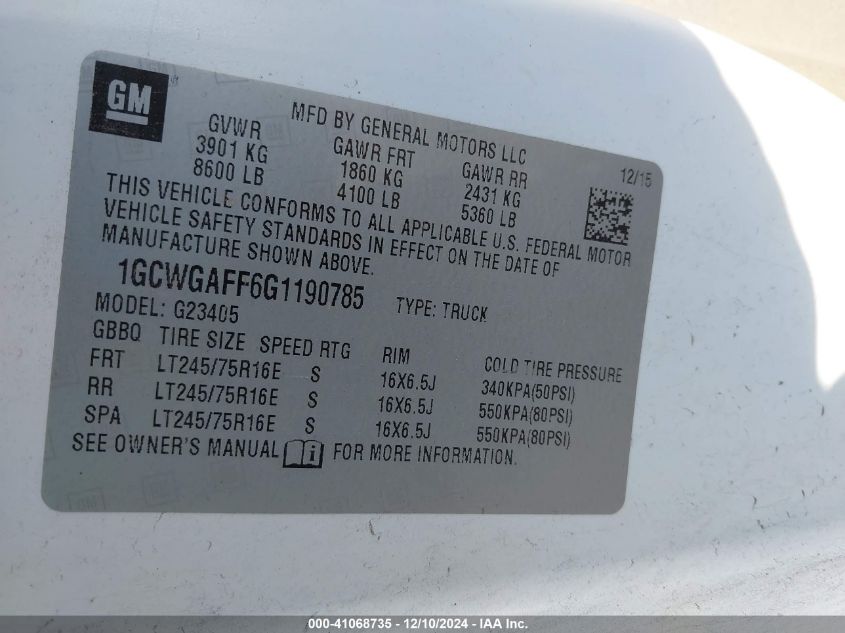 GM
MFD BY GENERAL MOTORS LLC
12/15
GVWR GAWR FRT GAWR RR
3901 KG 1860 KG 2431 KG
8600 LB 4100 LB 5360 LB
THIS VEHICLE CONFORMS TO ALL APPLICABLE U.S. FEDERAL MOTOR
VEHICLE SAFETY STANDARDS IN EFFECT ON THE DATE OF
MANUFACTURE SHOWN ABOVE.
1GCWGAFF6G1190785 TYPE: TRUCK
MODEL: G23405
GBBQ TIRE SIZE SPEED RTG RIM COLD TIRE PRESSURE
FRT LT245/75R16E S 16X6.5J 340KPA(50PSI)
RR LT245/75R16E S 16X6.5J 550KPA(80PSI)
SPA LT245/75R16E S 16X6.5J 550KPA(80PSI)
SEE OWNER'S MANUAL i FOR MORE INFORMATION.
000-41068735 - 12/10/2024 - IAA Inc.